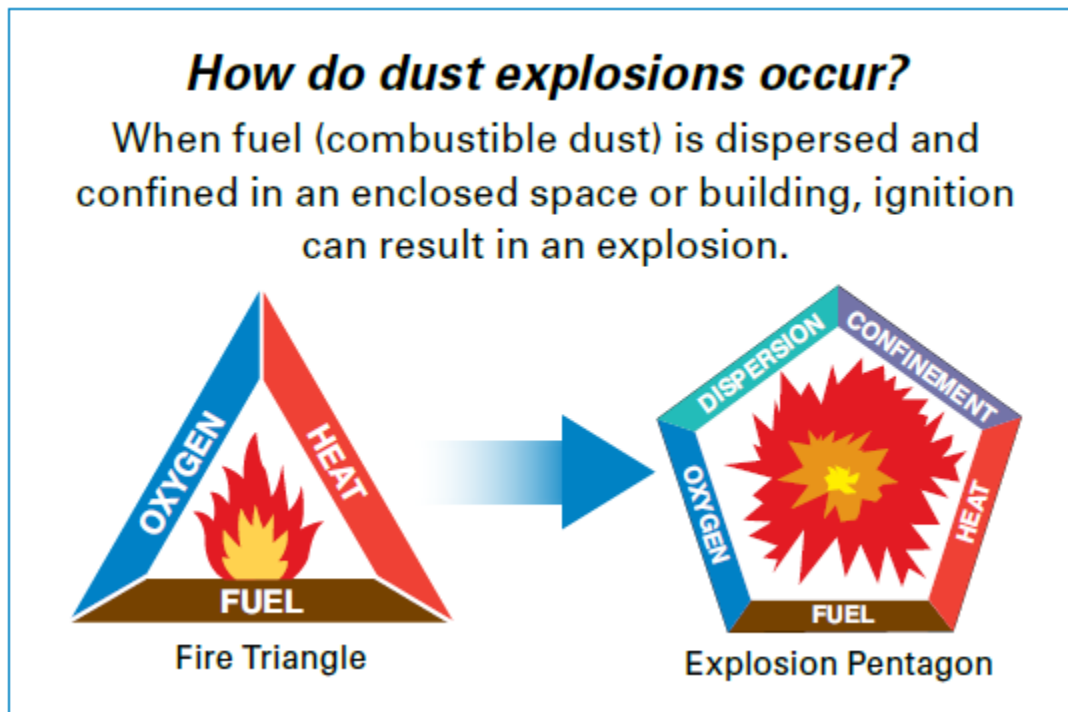 How do dust explosions occur?
When fuel (combustible dust) is dispersed and
confined in an enclosed space or building, ignition
can result in an explosion.
OXYGEN
HEAT
FUEL
Fire Triangle
DISPERSION
CONFINEMENT
OXYGEN
HEAT
FUEL
Explosion Pentagon